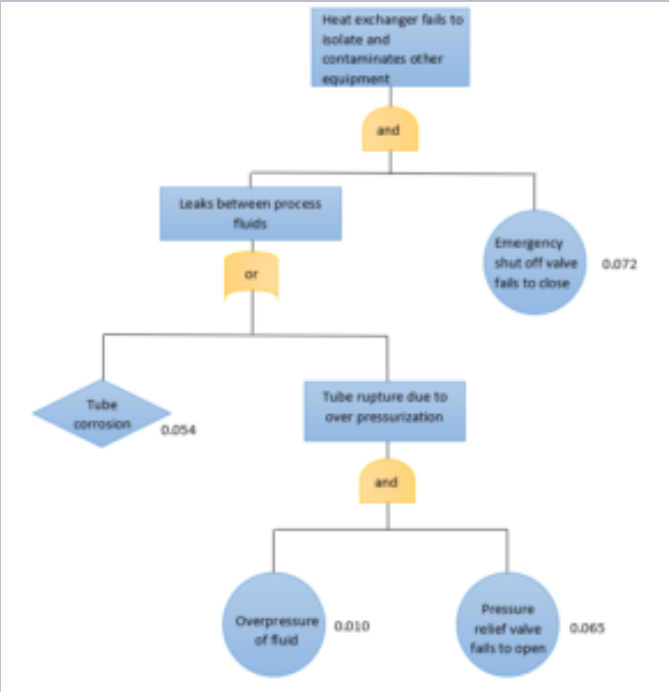 Heat exchanger fails to
isolate and
contaminates other
equipment
and
Leaks between process
fluids
Emergency
shut off valve
fails to close
0.072
or
Tube
corrosion
0.054
Tube rupture due to
over pressurization
and
Overpressure
of fluid
0.010
Pressure
relief valve
fails to open
0.065